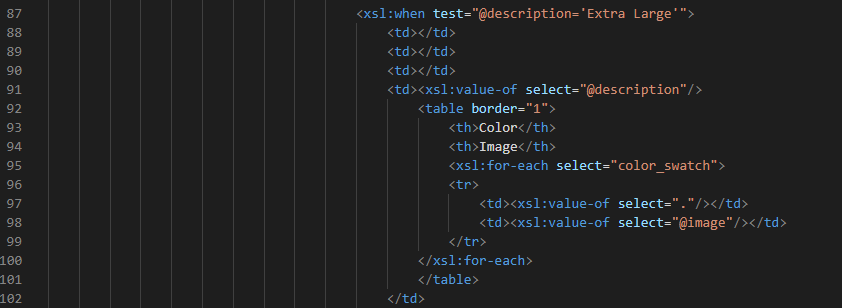 87 <xsl:when test="@description='Extra Large'">
88 <td></td>
89 <td></td>
90 <td></td>
91 <td><xsl:value-of select="@description"/>
92 <table border="1">
93 <th>Color</th>
94 <th>Image</th>
95 <xsl:for-each select="color_swatch">
96 <tr>
97 <td><xsl:value-of select="."/></td>
98 <td><xsl:value-of select="@image"/></td>
99 </tr>
100 </xsl:for-each>
101 </table>
102 </td>